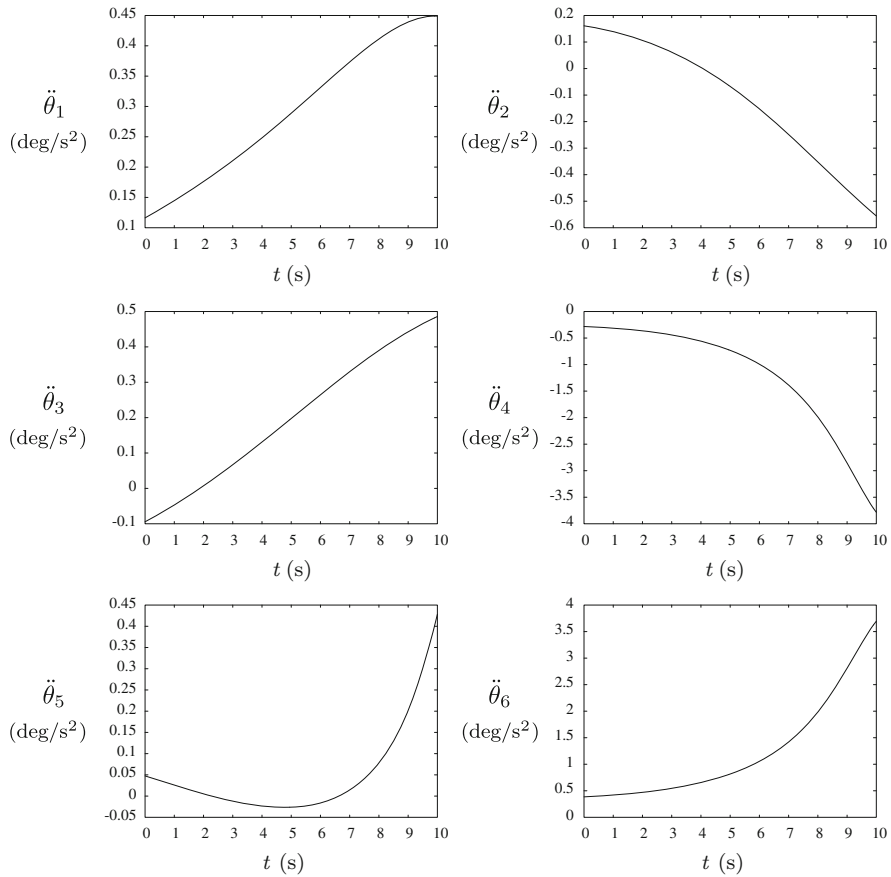 0.45
0.4
0.35
0.3
0.25
0.2
0.15
0.1
θ̈₁
(deg/s²)
0 1 2 3 4 5 6 7 8 9 10
t (s)
0.2
0.1
0
-0.1
-0.2
-0.3
-0.4
-0.5
-0.6
θ̈₂
(deg/s²)
0 1 2 3 4 5 6 7 8 9 10
t (s)
0.5
0.4
0.3
0.2
0.1
0
-0.1
θ̈₃
(deg/s²)
0 1 2 3 4 5 6 7 8 9 10
t (s)
0
-0.5
-1
-1.5
-2
-2.5
-3
-3.5
-4
θ̈₄
(deg/s²)
0 1 2 3 4 5 6 7 8 9 10
t (s)
0.45
0.4
0.35
0.3
0.25
0.2
0.15
0.1
0.05
0
-0.05
θ̈₅
(deg/s²)
0 1 2 3 4 5 6 7 8 9 10
t (s)
4
3.5
3
2.5
2
1.5
1
0.5
0
θ̈₆
(deg/s²)
0 1 2 3 4 5 6 7 8 9 10
t (s)